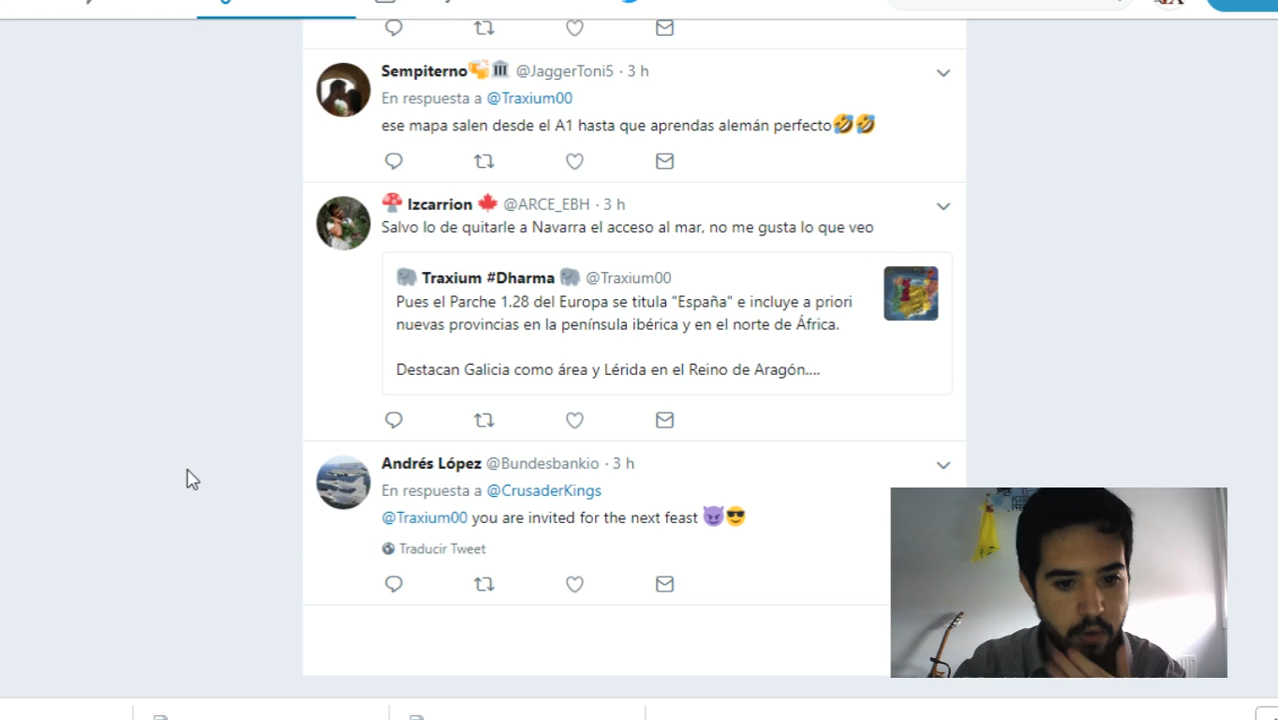 Sempiterno @JaggerToni5 · 3 h
En respuesta a @Traxium00
ese mapa salen desde el A1 hasta que aprendas alemán perfecto
Izcarrion @ARCE_EBH · 3 h
Salvo lo de quitarle a Navarra el acceso al mar, no me gusta lo que veo
Traxium #Dharma @Traxium00
Pues el Parche 1.28 del Europa se titula "España" e incluye a priori
nuevas provincias en la península ibérica y en el norte de África.
Destacan Galicia como área y Lérida en el Reino de Aragón....
Andrés López @Bundesbankio · 3 h
En respuesta a @CrusaderKings
@Traxium00 you are invited for the next feast
Traducir Tweet